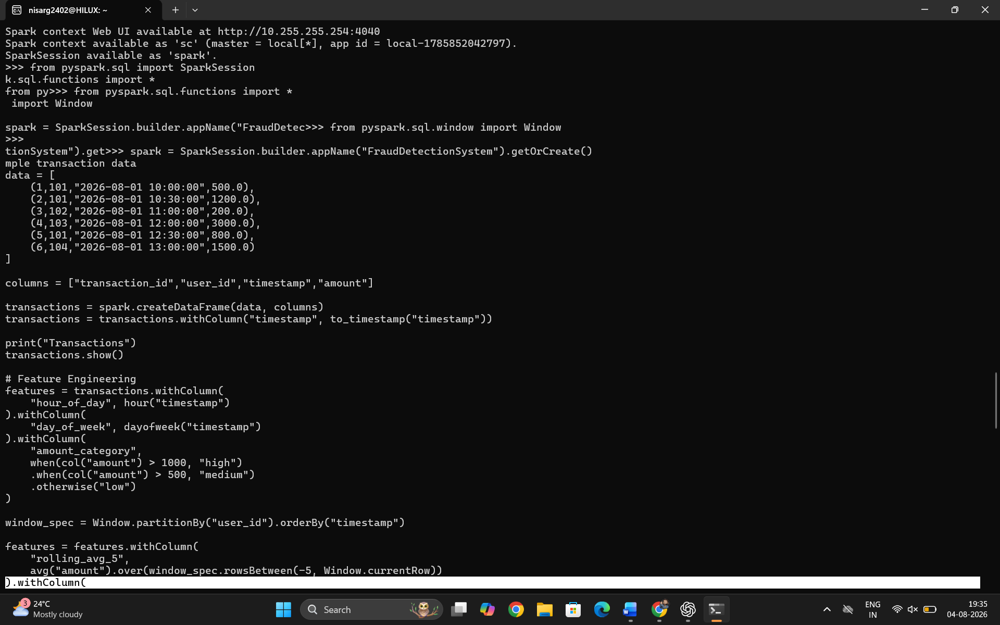 nisarg2402@HILUX: ~
Spark context Web UI available at http://10.255.255.254:4040
Spark context available as 'sc' (master = local[*], app id = local-1785852042797).
SparkSession available as 'spark'.
>>> from pyspark.sql import SparkSession
k.sql.functions import *
from py>>> from pyspark.sql.functions import *
 import Window

spark = SparkSession.builder.appName("FraudDetec>>> from pyspark.sql.window import Window
>>>
tionSystem").get>>> spark = SparkSession.builder.appName("FraudDetectionSystem").getOrCreate()
mple transaction data
data = [
    (1,101,"2026-08-01 10:00:00",500.0),
    (2,101,"2026-08-01 10:30:00",1200.0),
    (3,102,"2026-08-01 11:00:00",200.0),
    (4,103,"2026-08-01 12:00:00",3000.0),
    (5,101,"2026-08-01 12:30:00",800.0),
    (6,104,"2026-08-01 13:00:00",1500.0)
]

columns = ["transaction_id","user_id","timestamp","amount"]

transactions = spark.createDataFrame(data, columns)
transactions = transactions.withColumn("timestamp", to_timestamp("timestamp"))

print("Transactions")
transactions.show()

# Feature Engineering
features = transactions.withColumn(
    "hour_of_day", hour("timestamp")
).withColumn(
    "day_of_week", dayofweek("timestamp")
).withColumn(
    "amount_category",
    when(col("amount") > 1000, "high")
    .when(col("amount") > 500, "medium")
    .otherwise("low")
)

window_spec = Window.partitionBy("user_id").orderBy("timestamp")

features = features.withColumn(
    "rolling_avg_5",
    avg("amount").over(window_spec.rowsBetween(-5, Window.currentRow))
).withColumn(
3
24°C
Mostly cloudy
Search
ENG
IN
19:35
04-08-2026